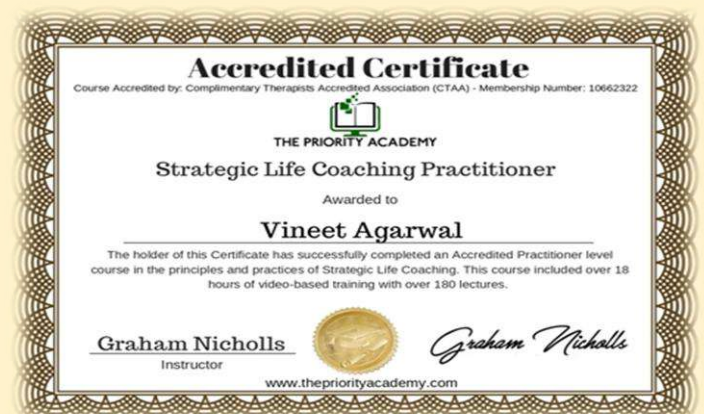 Accredited Certificate
Course Accredited by: Complimentary Therapists Accredited Association (CTAA) - Membership Number: 10662322
THE PRIORITY ACADEMY
Strategic Life Coaching Practitioner
Awarded to
Vineet Agarwal
The holder of this Certificate has successfully completed an Accredited Practitioner level
course in the principles and practices of Strategic Life Coaching. This course included over 18
hours of video-based training with over 180 lectures.
Graham Nicholls
Graham Nicholls
Instructor
www.thepriorityacademy.com